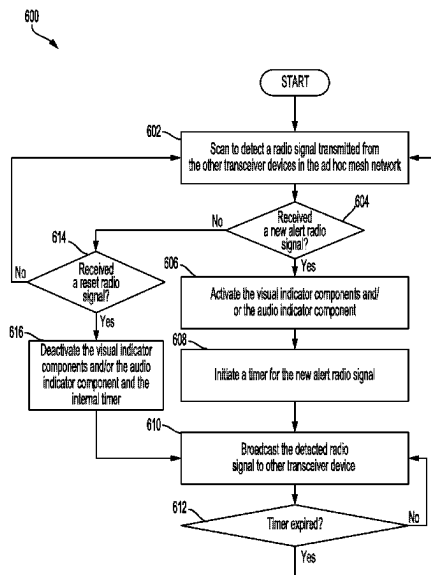 600
START
602
Scan to detect a radio signal transmitted from
the other transceiver devices in the ad hoc mesh network
604
Received
a new alert radio
signal?
No
Yes
614
Received
a reset radio
signal?
No
Yes
606
Activate the visual indicator components and/
or the audio indicator component
616
Deactivate the visual indicator
components and/or the audio
indicator component and the
internal timer
608
Initiate a timer for the new alert radio signal
610
Broadcast the detected radio
signal to other transceiver device
612
Timer expired?
No
Yes